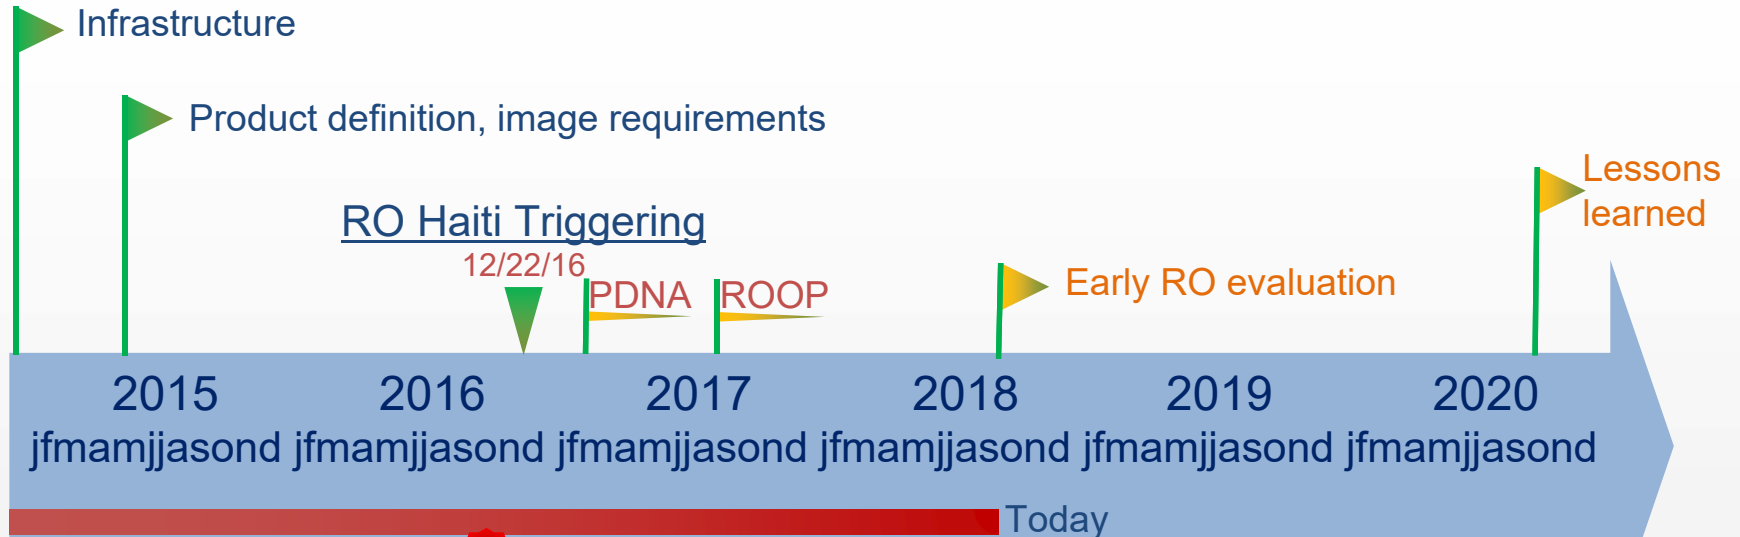 Infrastructure
Product definition, image requirements
Lessons
learned
RO Haiti Triggering
12/22/16
PDNA
ROOP
Early RO evaluation
2015 2016 2017 2018 2019 2020
jfmamjjasond jfmamjjasond jfmamjjasond jfmamjjasond jfmamjjasond jfmamjjasond
Today